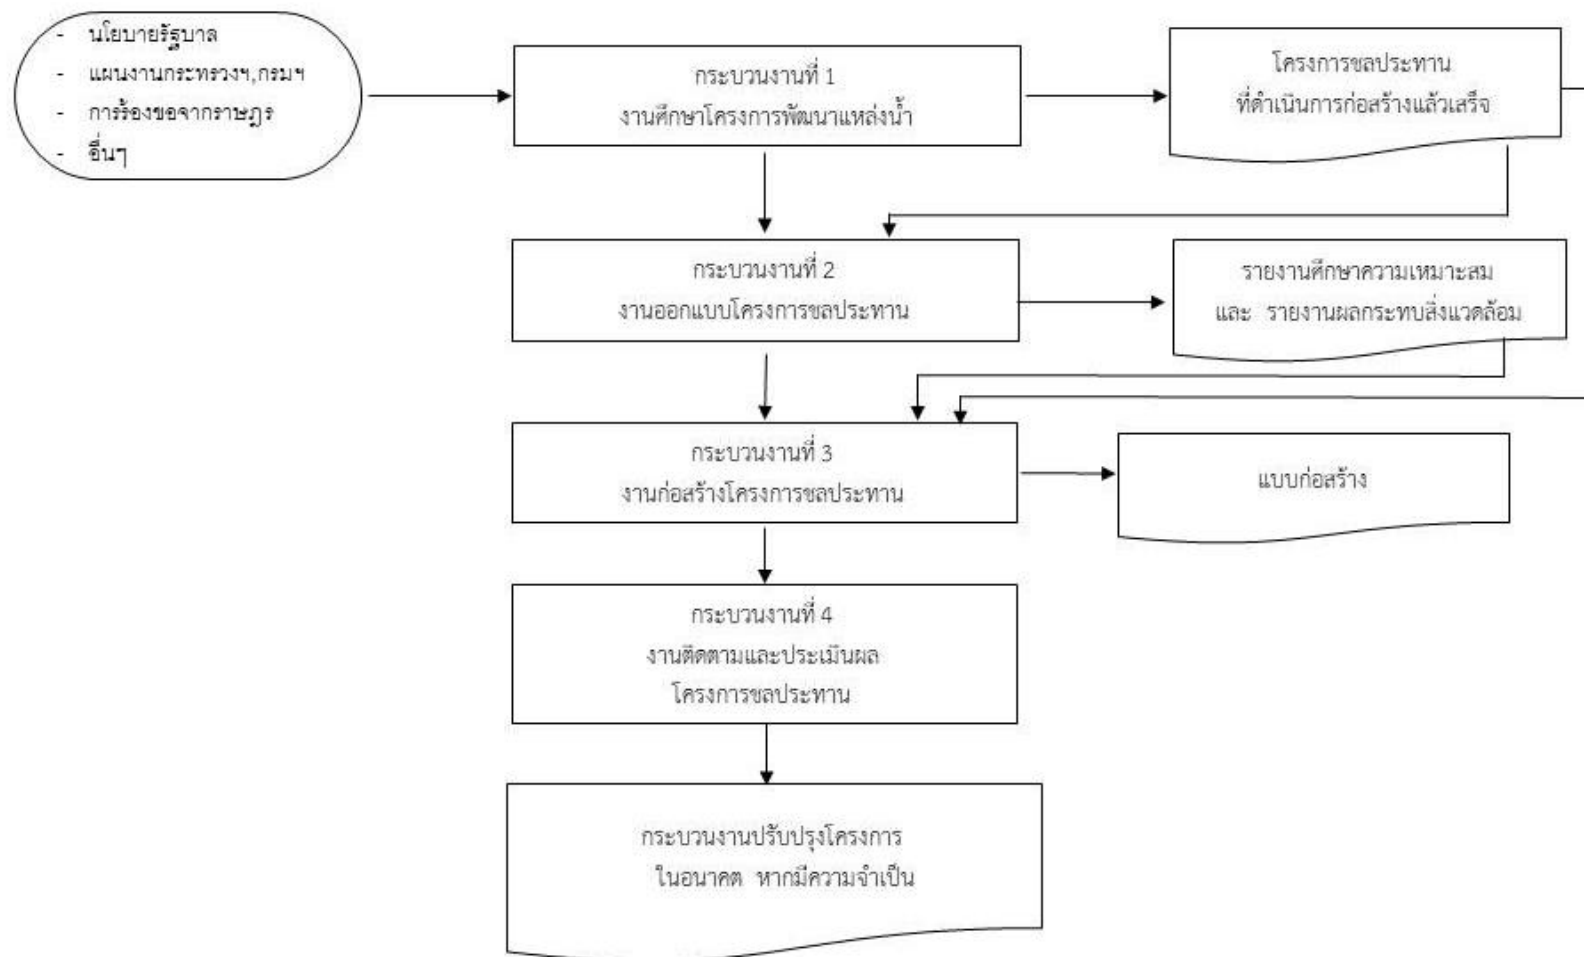 - นโยบายรัฐบาล
- แผนงานกระทรวงฯ,กรมฯ
- การร้องขอจากราษฎร
- อื่นๆ
กระบวนงานที่ 1
งานศึกษาโครงการพัฒนาแหล่งน้ำ
โครงการชลประทาน
ที่ดำเนินการก่อสร้างแล้วเสร็จ
กระบวนงานที่ 2
งานออกแบบโครงการชลประทาน
รายงานศึกษาความเหมาะสม
และ รายงานผลกระทบสิ่งแวดล้อม
กระบวนงานที่ 3
งานก่อสร้างโครงการชลประทาน
แบบก่อสร้าง
กระบวนงานที่ 4
งานติดตามและประเมินผล
โครงการชลประทาน
กระบวนงานปรับปรุงโครงการ
ในอนาคต หากมีความจำเป็น